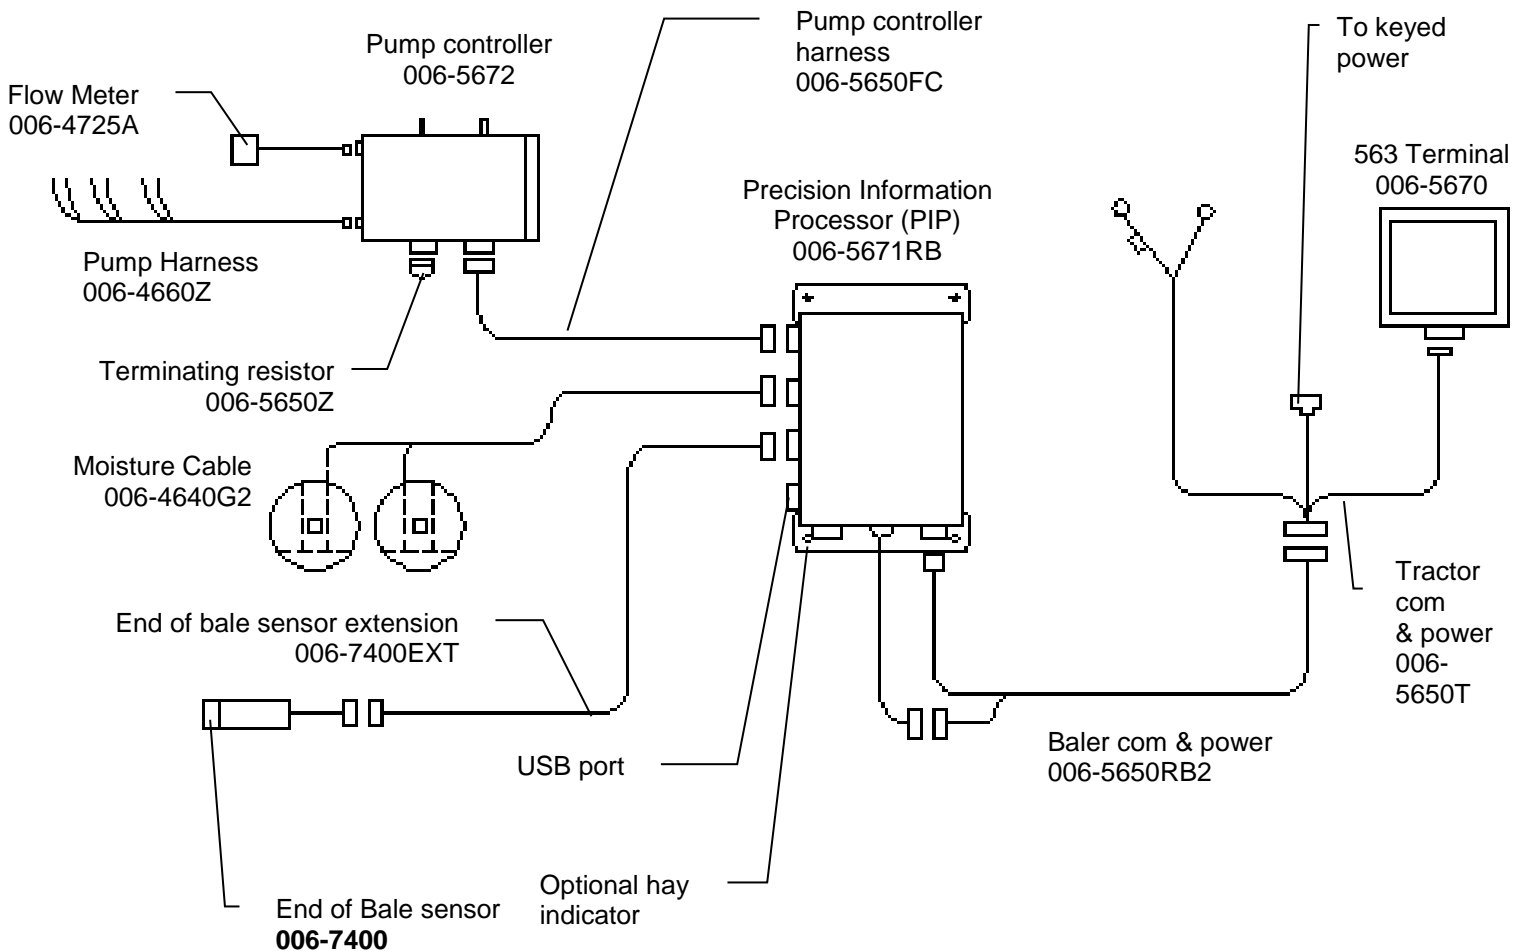 Pump controller
006-5672
Pump controller
harness
006-5650FC
To keyed
power
Flow Meter
006-4725A
563 Terminal
006-5670
Precision Information
Processor (PIP)
006-5671RB
Pump Harness
006-4660Z
Terminating resistor
006-5650Z
Moisture Cable
006-4640G2
End of bale sensor extension
006-7400EXT
Tractor
com
& power
006-
5650T
USB port
Baler com & power
006-5650RB2
Optional hay
indicator
End of Bale sensor
006-7400